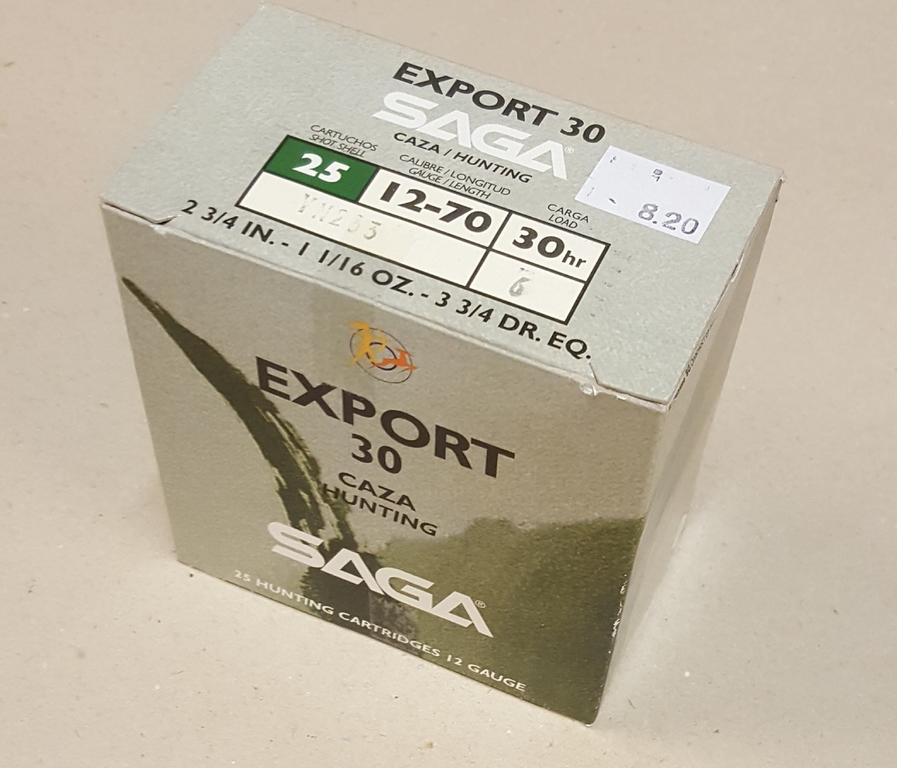 EXPORT 30
SAGA®
CAZA / HUNTING
CARTUCHOS
SHOT SHELL
CALIBRE / LONGITUD
GAUGE / LENGTH
CARGA
LOAD
25
12-70
30hr
YN233
6
8.20
2 3/4 IN. - 1 1/16 OZ. - 3 3/4 DR. EQ.
EXPORT
30
CAZA
HUNTING
SAGA®
25 HUNTING CARTRIDGES 12 GAUGE